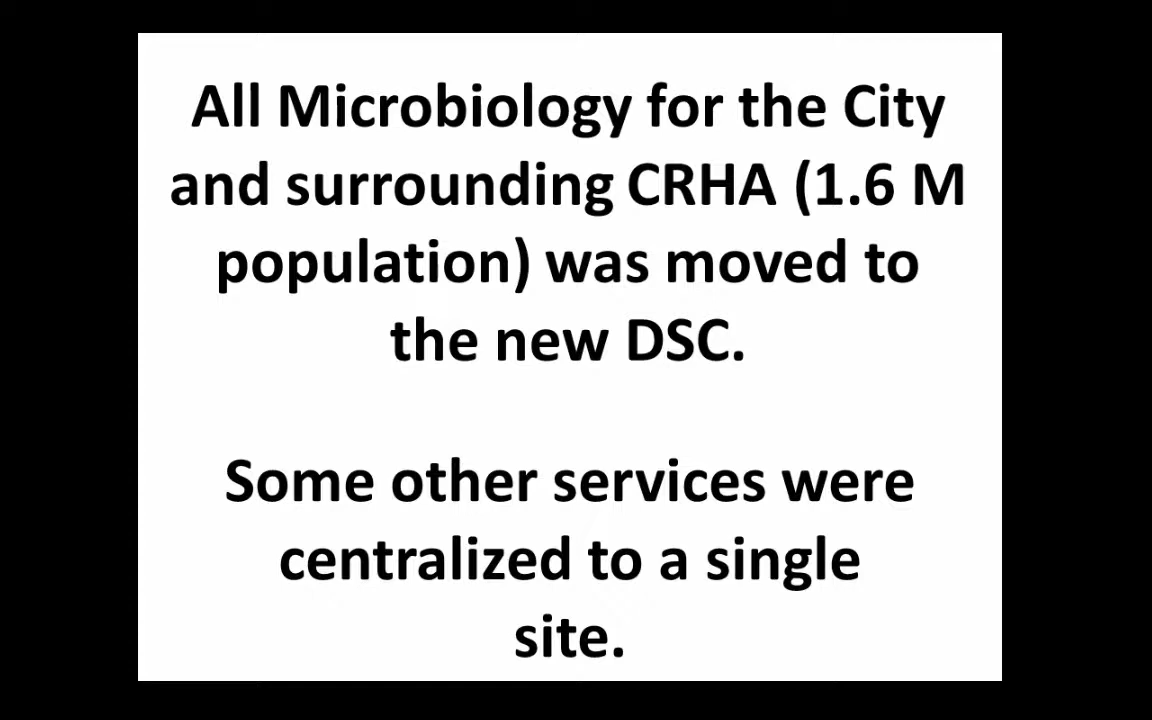 All Microbiology for the City
and surrounding CRHA (1.6 M
population) was moved to
the new DSC.
Some other services were
centralized to a single
site.